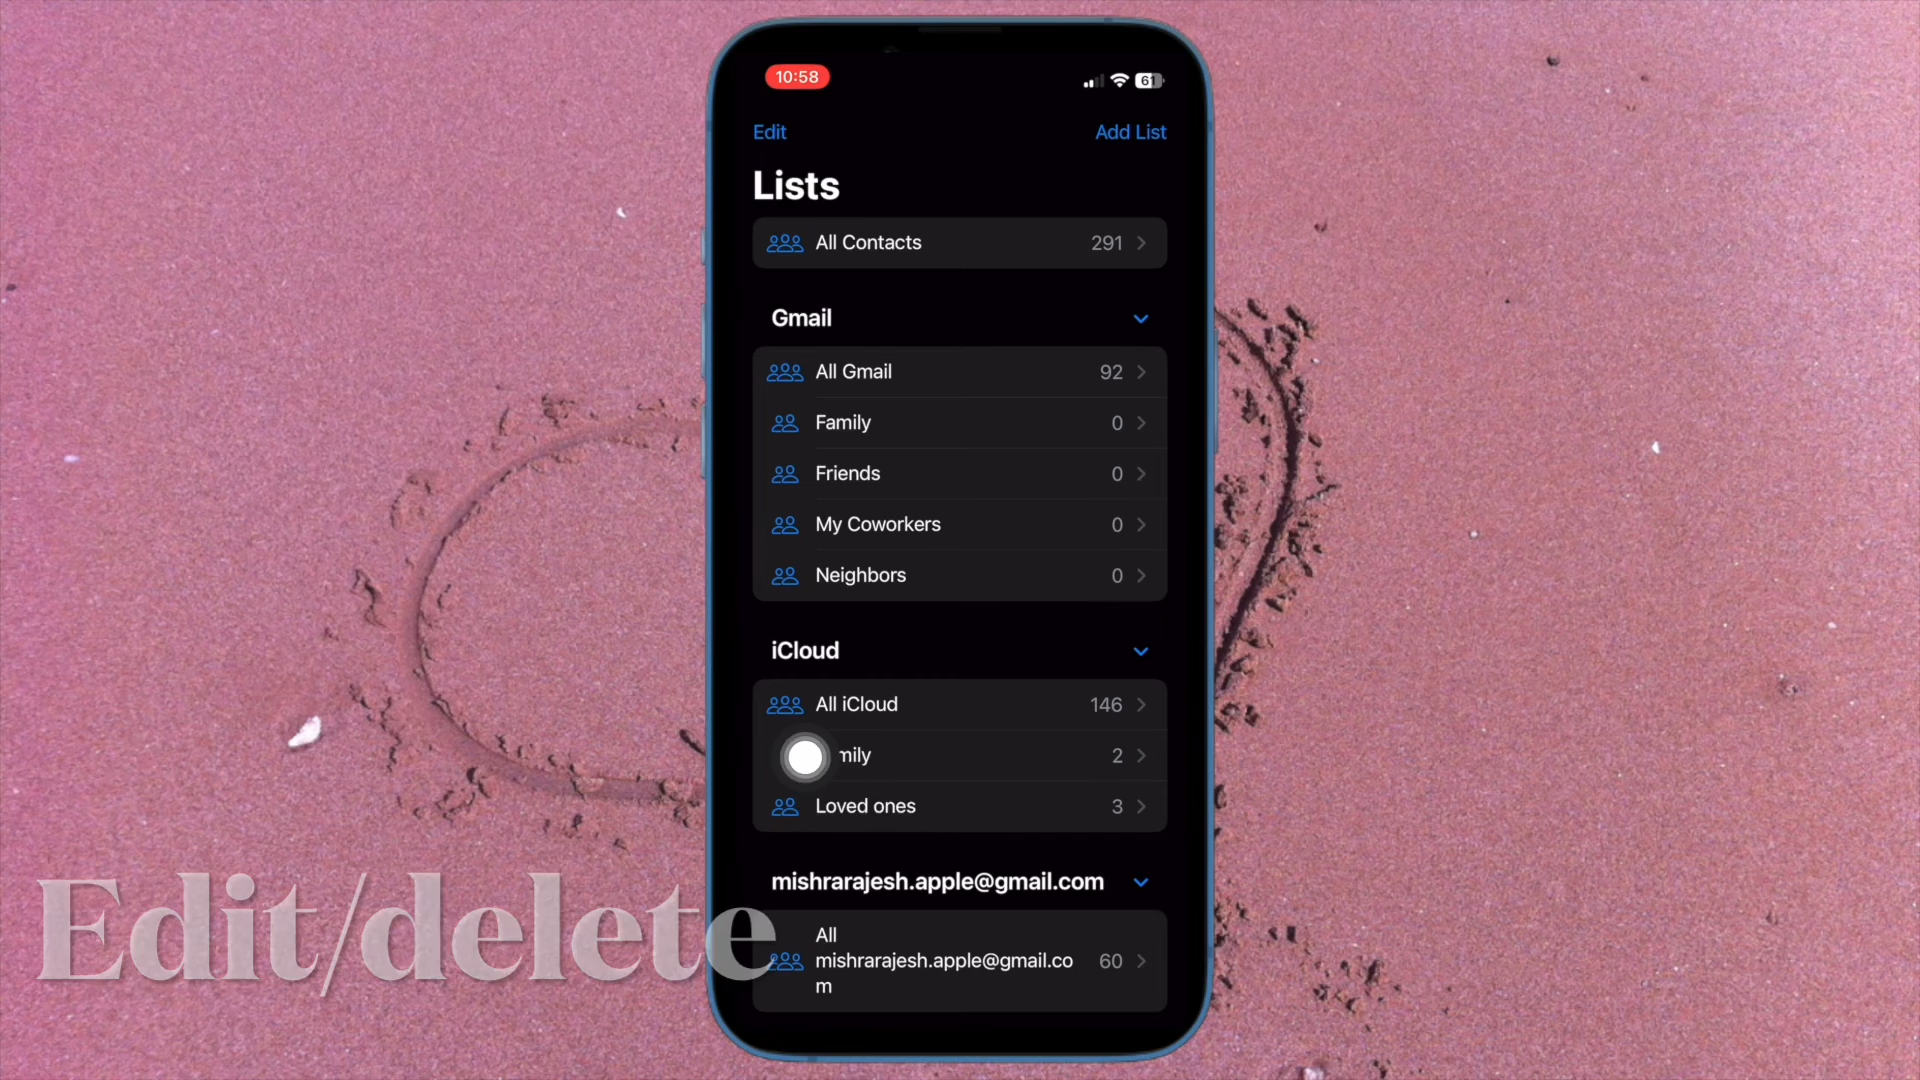 10:58
61
Edit
Add List
Lists
All Contacts 291
Gmail
All Gmail 92
Family 0
Friends 0
My Coworkers 0
Neighbors 0
iCloud
All iCloud 146
mily 2
Loved ones 3
mishrarajesh.apple@gmail.com
All
mishrarajesh.apple@gmail.co
m
60
Edit/delete